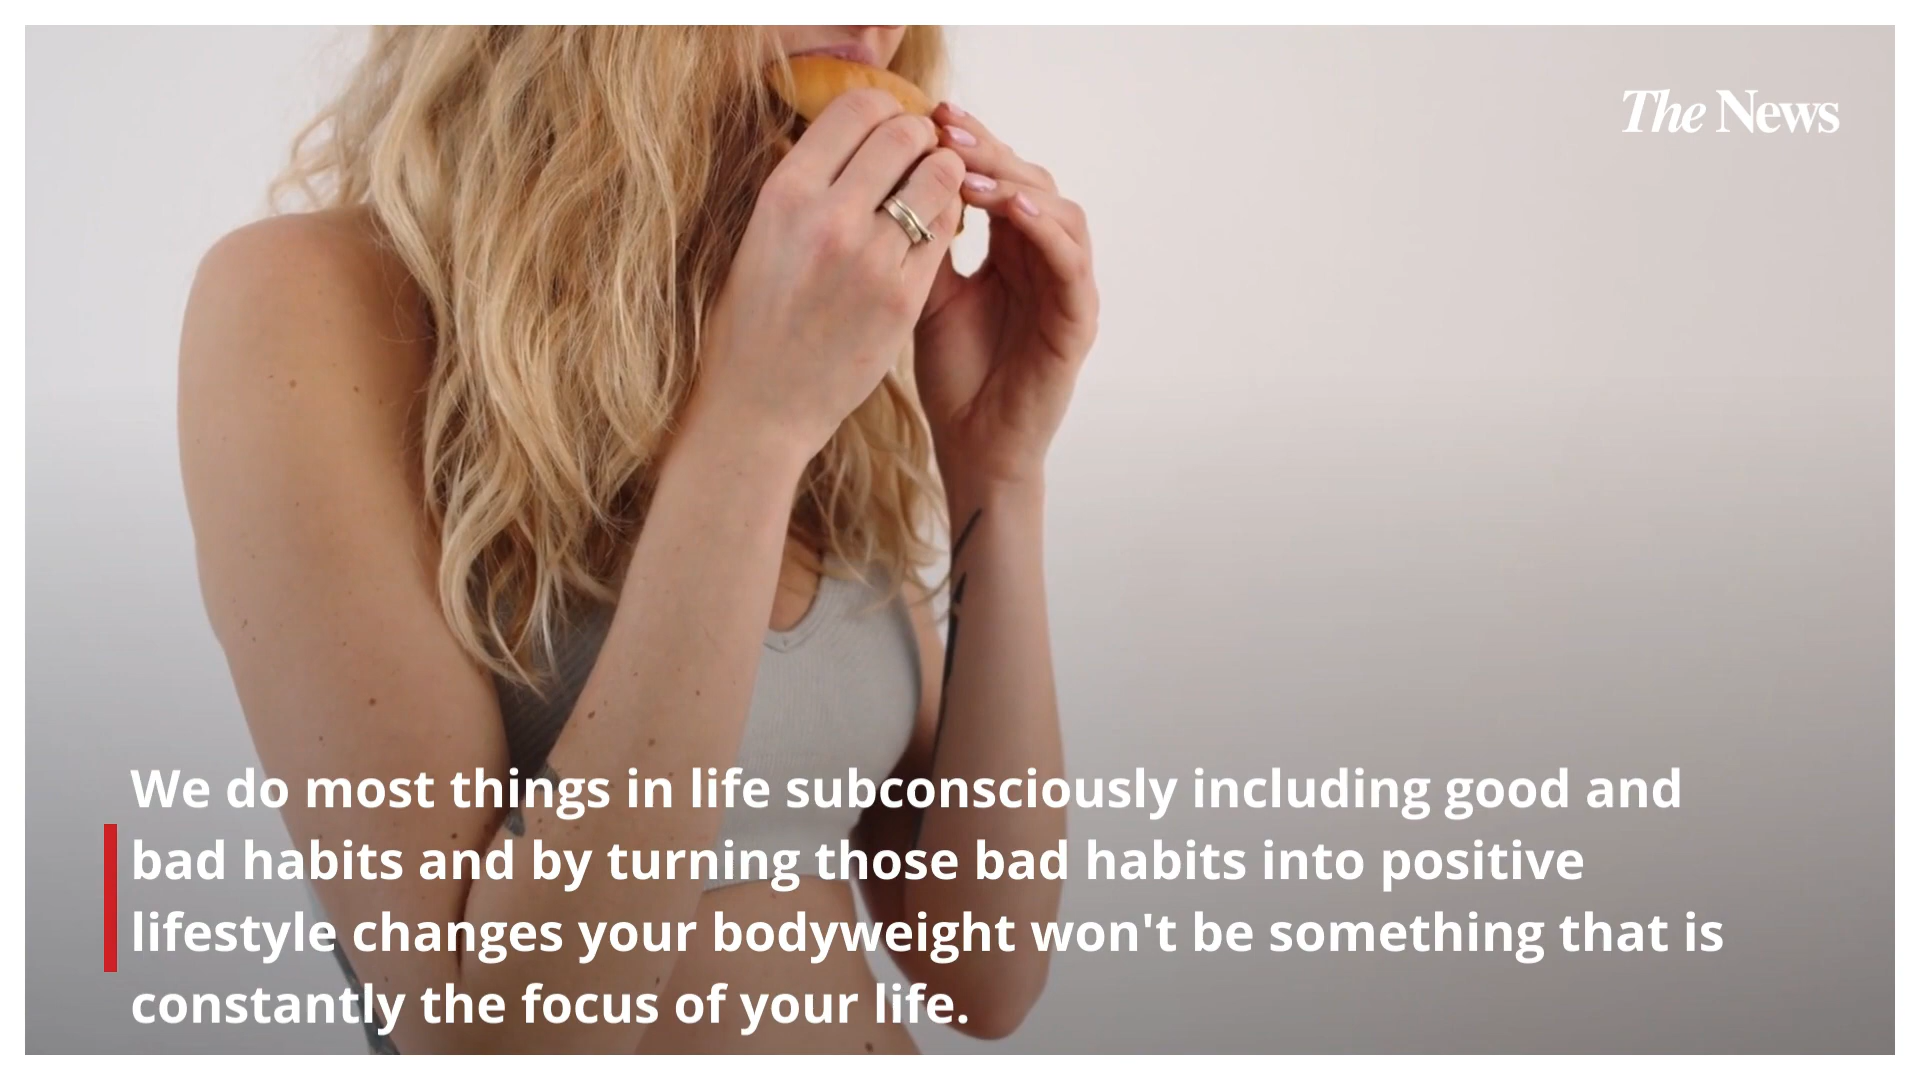 The News
We do most things in life subconsciously including good and
bad habits and by turning those bad habits into positive
lifestyle changes your bodyweight won't be something that is
constantly the focus of your life.